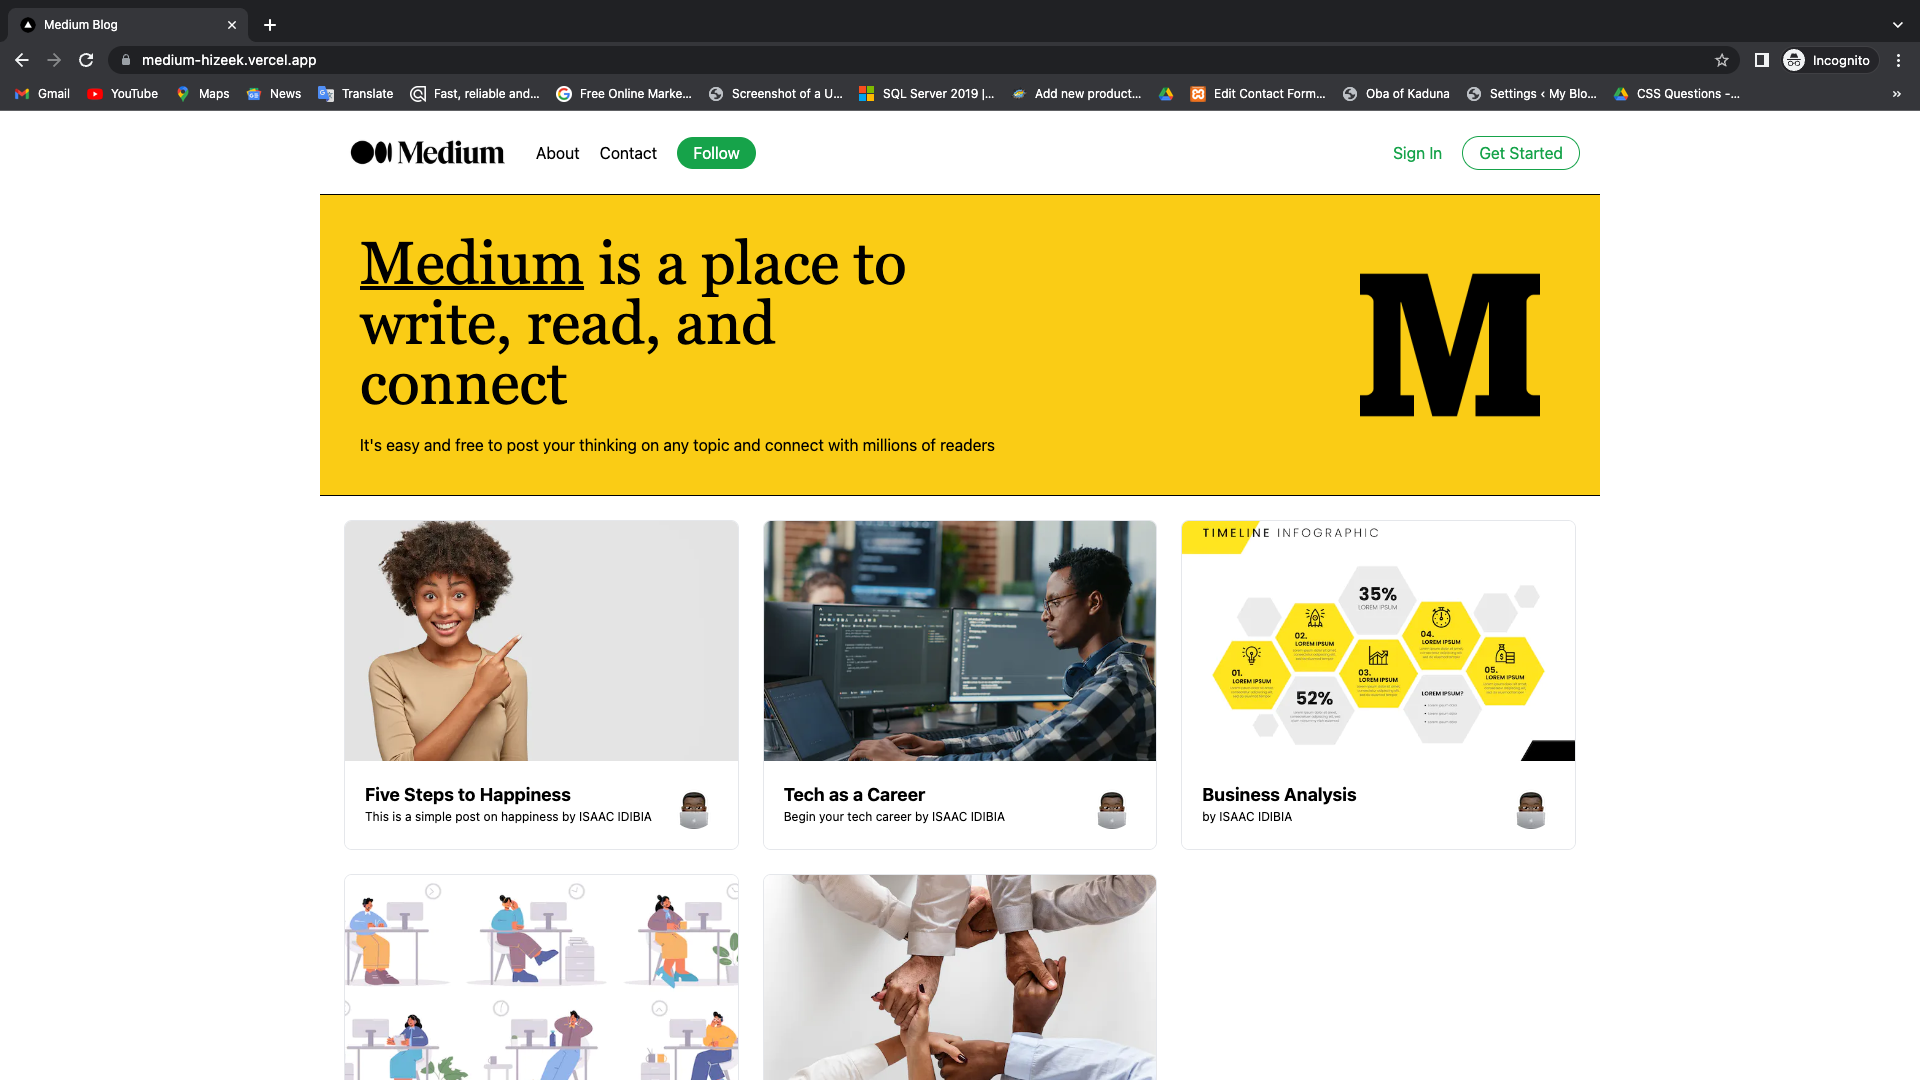 Medium Blog
medium-hizeek.vercel.app
Incognito
Gmail YouTube Maps News Translate Fast, reliable and... Free Online Marke... Screenshot of a U... SQL Server 2019 |... Add new product... Edit Contact Form... Oba of Kaduna Settings ‹ My Blo... CSS Questions -...
Medium About Contact Follow Sign In Get Started
Medium is a place to
write, read, and
connect
It's easy and free to post your thinking on any topic and connect with millions of readers
M
TIMELINE INFOGRAPHIC
35%
LOREM IPSUM
02.
LOREM IPSUM
04.
LOREM IPSUM
01.
LOREM IPSUM
03.
LOREM IPSUM
05.
LOREM IPSUM
52%
LOREM IPSUM?
Five Steps to Happiness
This is a simple post on happiness by ISAAC IDIBIA
Tech as a Career
Begin your tech career by ISAAC IDIBIA
Business Analysis
by ISAAC IDIBIA